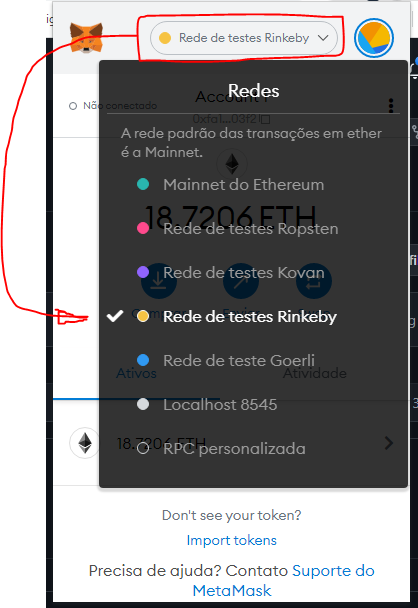 Rede de testes Rinkeby
Redes
Account 1
Não conectado
0xfa1...03f2
A rede padrão das transações em ether
é a Mainnet.
Mainnet do Ethereum
18.7206 ETH
Rede de testes Ropsten
Rede de testes Kovan
Rede de testes Rinkeby
Rede de teste Goerli
Ativos
Atividade
Localhost 8545
18.7206 ETH
RPC personalizada
Don't see your token?
Import tokens
Precisa de ajuda? Contato Suporte do
MetaMask